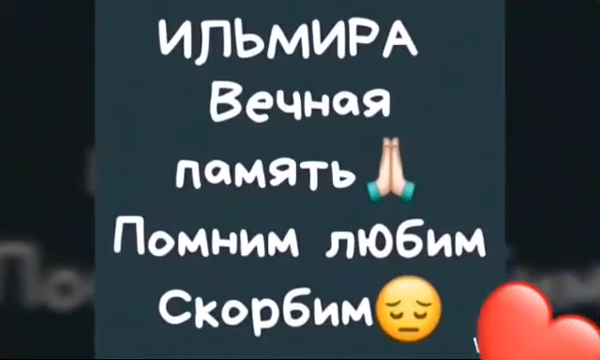 ИЛЬМИРА
Вечная
память🙏🏻
Помним любим
Скорбим😔